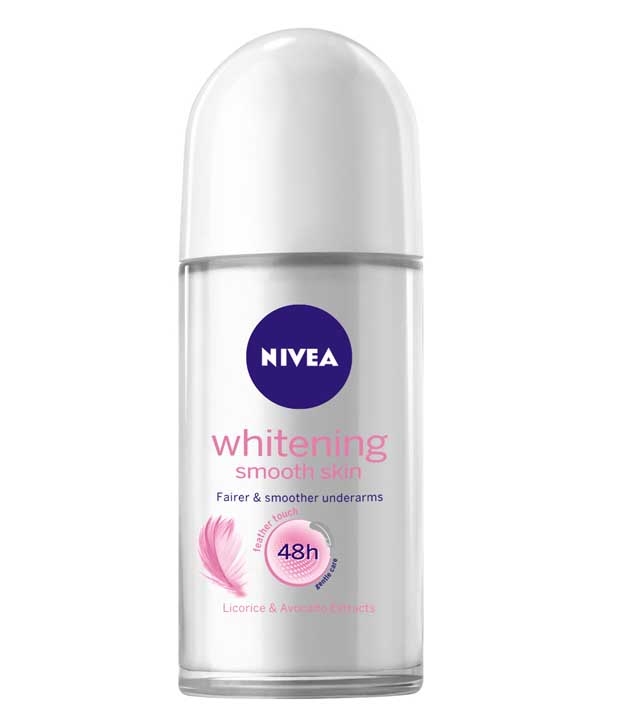 NIVEA
whitening
smooth skin
Fairer & smoother underarms
feather touch
48h
gentle care
Licorice & Avocado Extracts